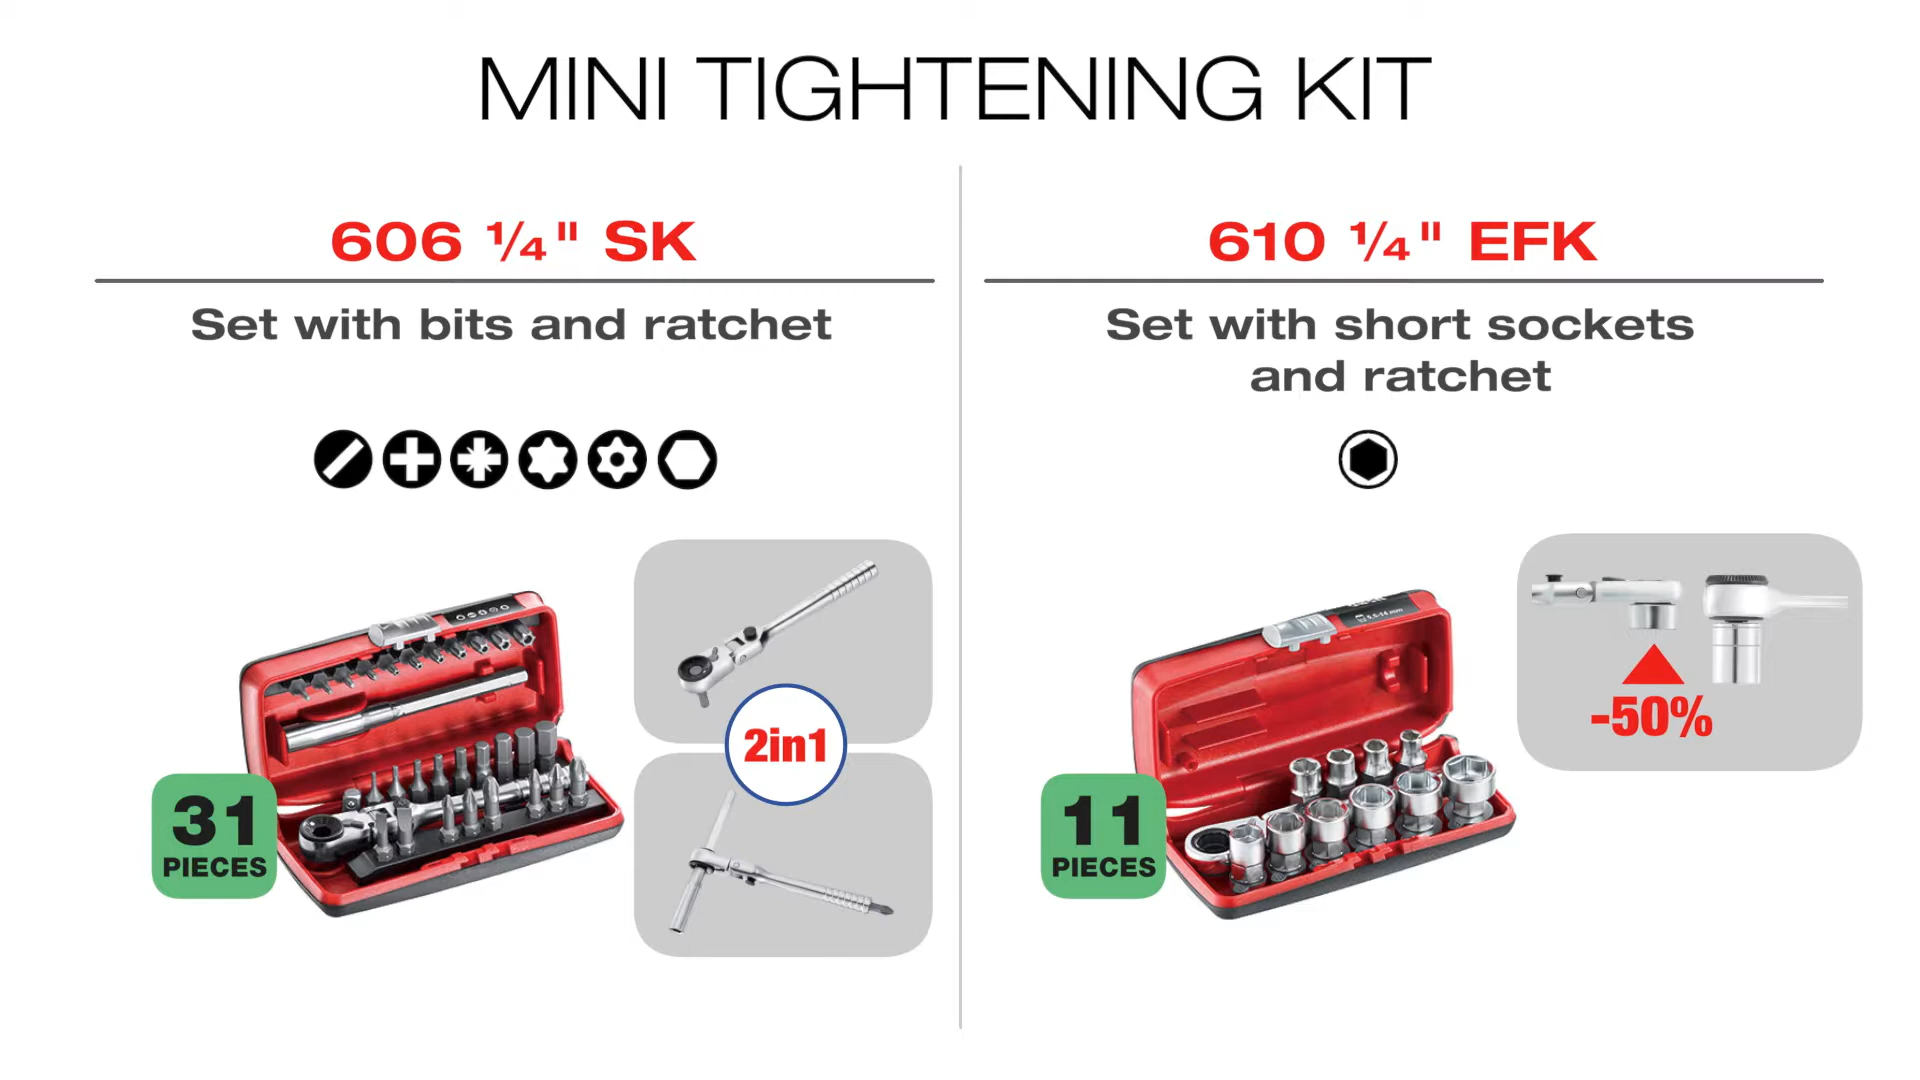 MINI TIGHTENING KIT
606 ¼" SK
Set with bits and ratchet
31
PIECES
2in1
610 ¼" EFK
Set with short sockets
and ratchet
11
PIECES
-50%